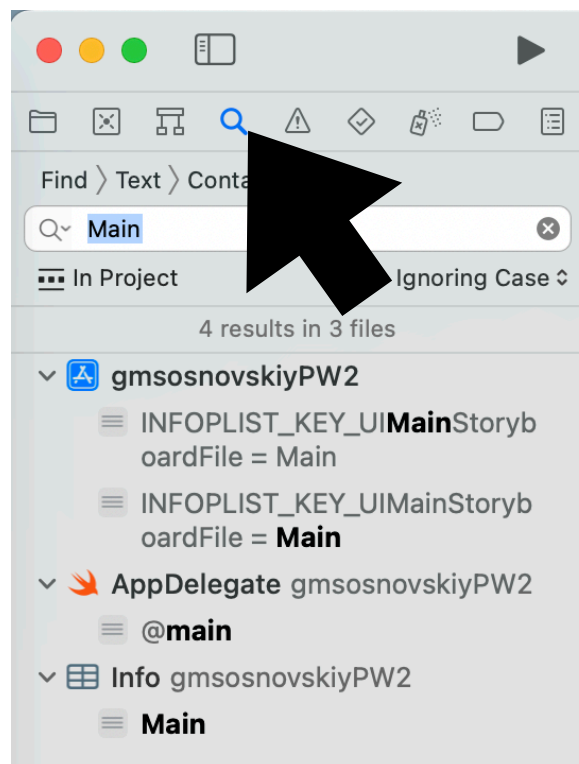 Find 〉 Text 〉
Main
In Project
Ignoring Case
4 results in 3 files
gmsosnovskiyPW2
INFOPLIST_KEY_UIMainStoryb
oardFile = Main
INFOPLIST_KEY_UIMainStoryb
oardFile = Main
AppDelegate gmsosnovskiyPW2
@main
Info gmsosnovskiyPW2
Main